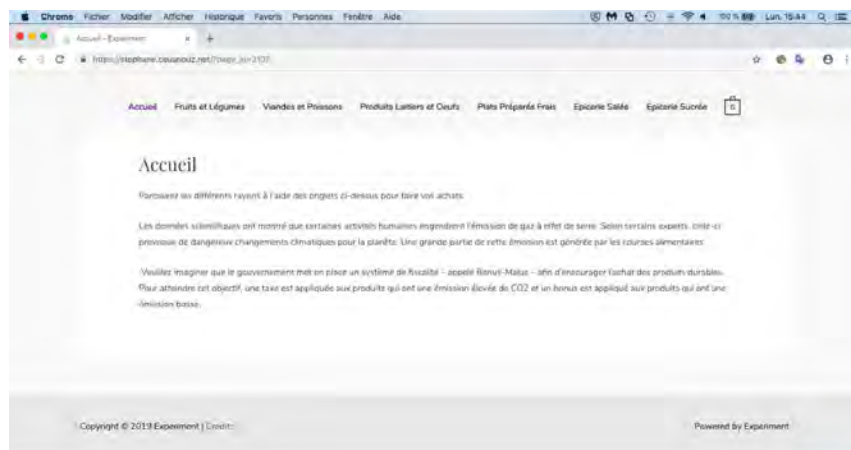 Chrome Fichier Modifier Afficher Historique Favoris Personnes Fenêtre Aide 100 % Lun. 15:44
Accueil – Experiment
Accueil Fruits et Légumes Viandes et Poissons Produits Laitiers et Oeufs Plats Préparés Frais Epicerie Salée Epicerie Sucrée
Accueil
Parcourez les différents rayons à l'aide des onglets ci-dessus pour faire vos achats.
Les données scientifiques ont montré que certaines activités humaines engendrent l'émission de gaz à effet de serre. Selon certains experts, celle-ci
provoque de dangereux changements climatiques pour la planète. Une grande partie de cette émission est générée par les courses alimentaires.
Veuillez imaginer que le gouvernement met en place un système de fiscalité – appelé Bonus-Malus – afin d'encourager l'achat des produits durables.
Pour atteindre cet objectif, une taxe est appliquée aux produits qui ont une émission élevée de CO2 et un bonus est appliqué aux produits qui ont une
émission basse.
Copyright © 2019 Experiment | Credits
Powered by Experiment